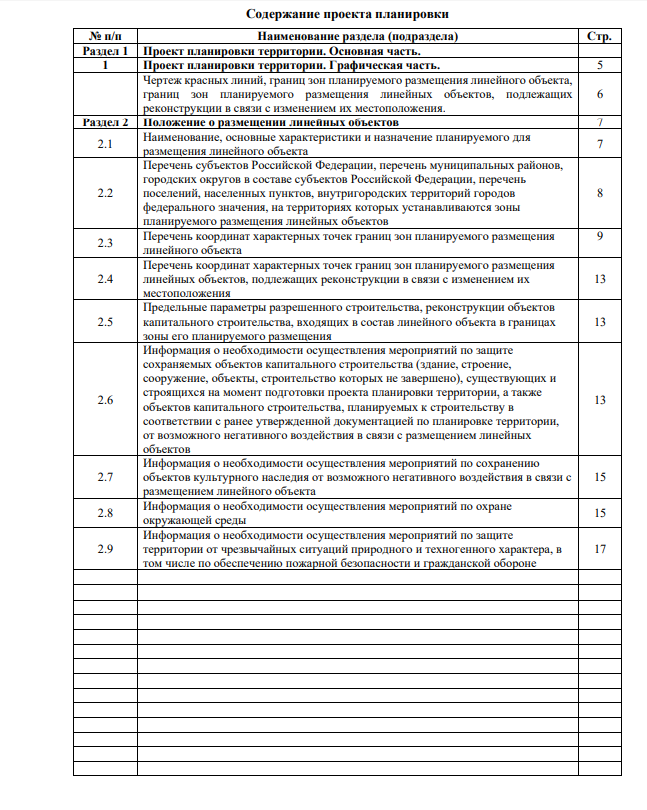 Содержание проекта планировки
№ п/п Наименование раздела (подраздела) Стр.
Раздел 1 Проект планировки территории. Основная часть.
1 Проект планировки территории. Графическая часть. 5
Чертеж красных линий, границ зон планируемого размещения линейного объекта,
границ зон планируемого размещения линейных объектов, подлежащих 6
реконструкции в связи с изменением их местоположения.
Раздел 2 Положение о размещении линейных объектов 7
2.1 Наименование, основные характеристики и назначение планируемого для 7
размещения линейного объекта
Перечень субъектов Российской Федерации, перечень муниципальных районов,
городских округов в составе субъектов Российской Федерации, перечень
2.2 поселений, населенных пунктов, внутригородских территорий городов 8
федерального значения, на территориях которых устанавливаются зоны
планируемого размещения линейных объектов
2.3 Перечень координат характерных точек границ зон планируемого размещения 9
линейного объекта
Перечень координат характерных точек границ зон планируемого размещения
2.4 линейных объектов, подлежащих реконструкции в связи с изменением их 13
местоположения
Предельные параметры разрешенного строительства, реконструкции объектов
2.5 капитального строительства, входящих в состав линейного объекта в границах 13
зоны его планируемого размещения
Информация о необходимости осуществления мероприятий по защите
сохраняемых объектов капитального строительства (здание, строение,
сооружение, объекты, строительство которых не завершено), существующих и
строящихся на момент подготовки проекта планировки территории, а также
2.6 объектов капитального строительства, планируемых к строительству в 13
соответствии с ранее утвержденной документацией по планировке территории,
от возможного негативного воздействия в связи с размещением линейных
объектов
Информация о необходимости осуществления мероприятий по сохранению
2.7 объектов культурного наследия от возможного негативного воздействия в связи с 15
размещением линейного объекта
2.8 Информация о необходимости осуществления мероприятий по охране 15
окружающей среды
Информация о необходимости осуществления мероприятий по защите
2.9 территории от чрезвычайных ситуаций природного и техногенного характера, в 17
том числе по обеспечению пожарной безопасности и гражданской обороне